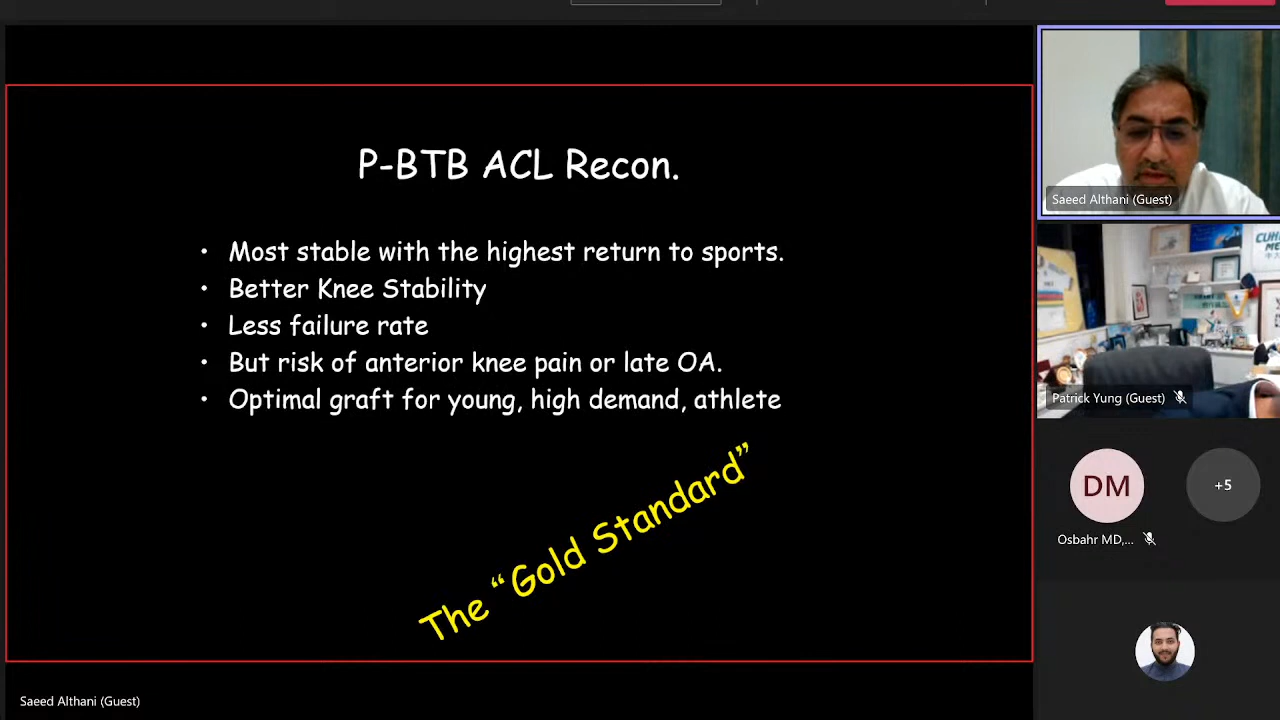 P-BTB ACL Recon.
• Most stable with the highest return to sports.
• Better Knee Stability
• Less failure rate
• But risk of anterior knee pain or late OA.
• Optimal graft for young, high demand, athlete
The “Gold Standard”
Saeed Althani (Guest)
Saeed Althani (Guest)
Patrick Yung (Guest)
DM
+5
Osbahr MD,...